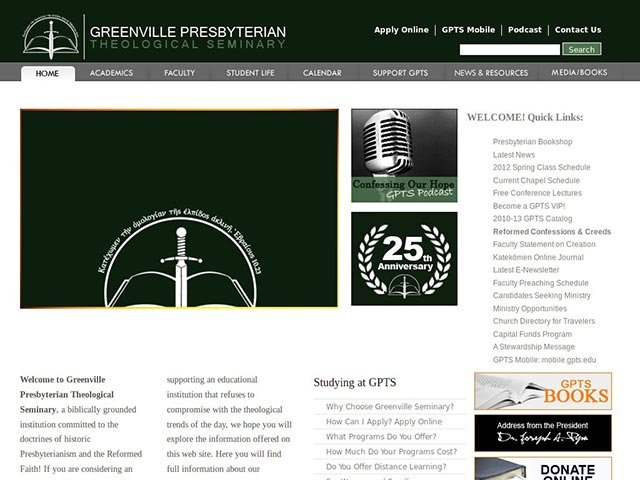 GREENVILLE PRESBYTERIAN
THEOLOGICAL SEMINARY
Apply Online
GPTS Mobile
Podcast
Contact Us
Search
HOME
ACADEMICS
FACULTY
STUDENT LIFE
CALENDAR
SUPPORT GPTS
NEWS & RESOURCES
MEDIA/BOOKS
Κατέχωμεν τὴν ὁμολογίαν τῆς ἐλπίδος ἀκλινῆ Ἑβραίους 10:23
Confessing Our Hope
GPTS Podcast
25th
Anniversary
WELCOME! Quick Links:
Presbyterian Bookshop
Latest News
2012 Spring Class Schedule
Current Chapel Schedule
Free Conference Lectures
Become a GPTS VIP!
2010-13 GPTS Catalog
Reformed Confessions & Creeds
Faculty Statement on Creation
Katekōmen Online Journal
Latest E-Newsletter
Faculty Preaching Schedule
Candidates Seeking Ministry
Ministry Opportunities
Church Directory for Travelers
Capital Funds Program
A Stewardship Message
GPTS Mobile: mobile.gpts.edu
Welcome to Greenville
Presbyterian Theological
Seminary, a biblically grounded
institution committed to the
doctrines of historic
Presbyterianism and the Reformed
Faith! If you are considering an
supporting an educational
institution that refuses to
compromise with the theological
trends of the day, we hope you will
explore the information offered on
this web site. Here you will find
full information about our
Studying at GPTS
Why Choose Greenville Seminary?
How Can I Apply? Apply Online
What Programs Do You Offer?
How Much Do Your Programs Cost?
Do You Offer Distance Learning?
GPTS
BOOKS
Address from the President
Dr. Joseph A. Pipa
DONATE
ONLINE